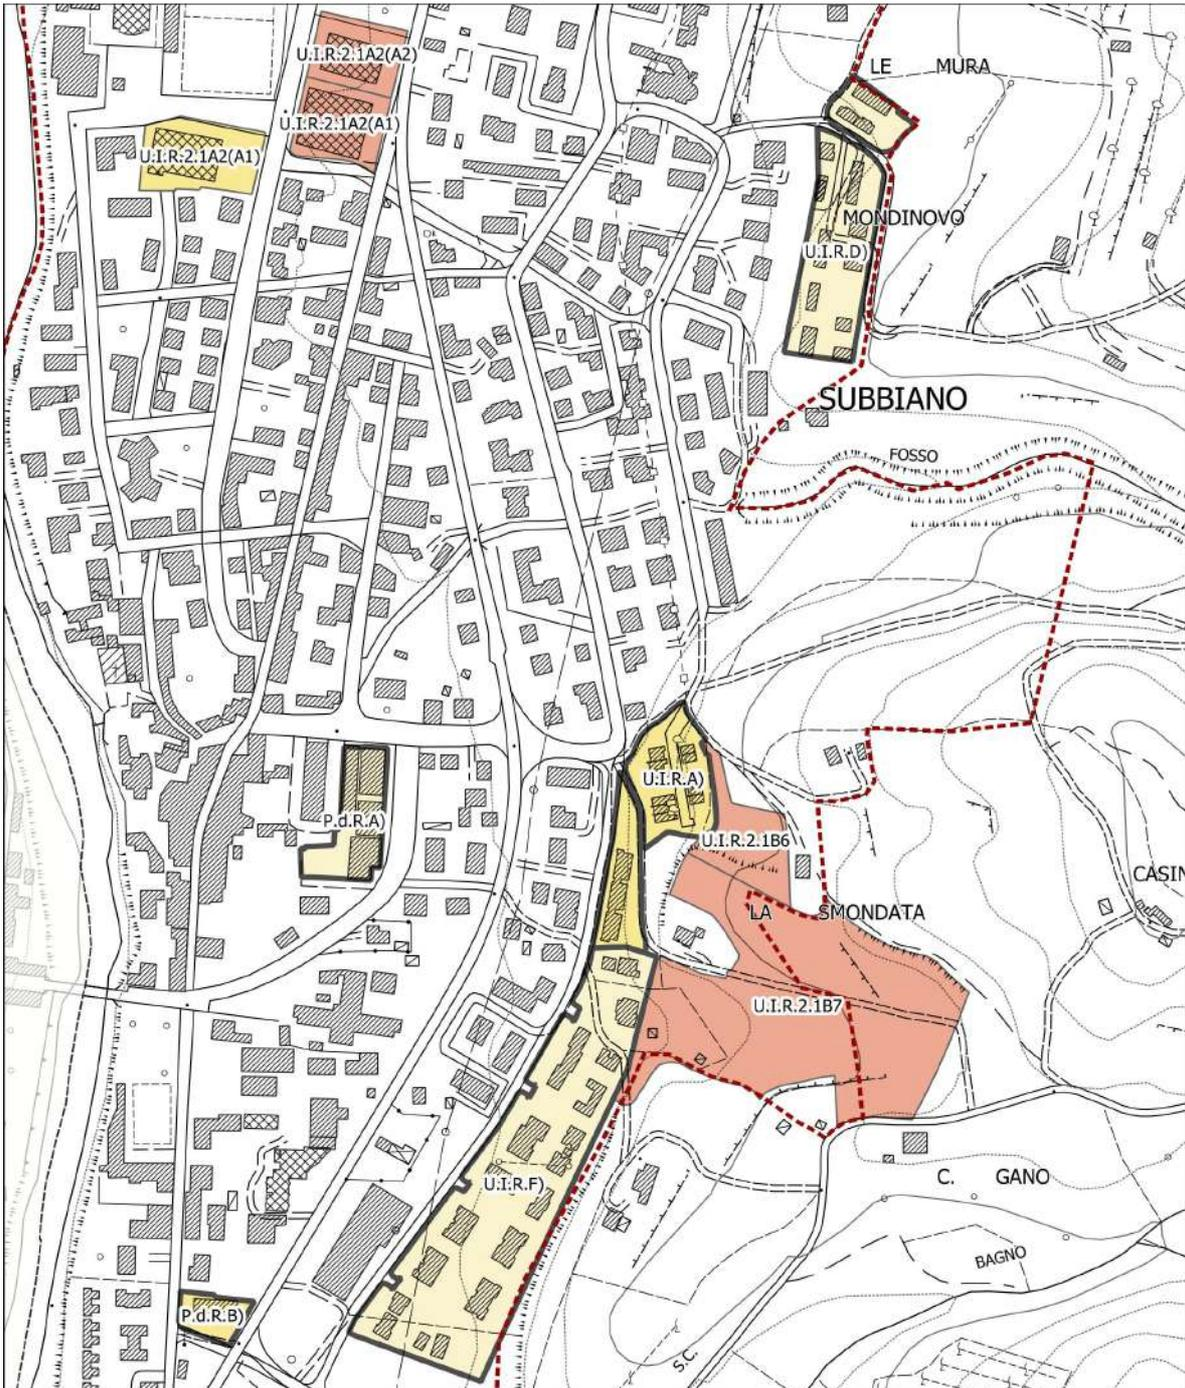 U.I.R.2.1A2(A2)
LE MURA
U.I.R.2.1A2(A1)
U.I.R.2.1A2(A1)
MONDINOVO
U.I.R.D)
SUBBIANO
FOSSO
U.I.R.A)
P.d.R.A)
U.I.R.2.1B6
CASIN
LA SMONDATA
U.I.R.2.1B7
C. GANO
U.I.R.F)
BAGNO
P.d.R.B)
S.C.